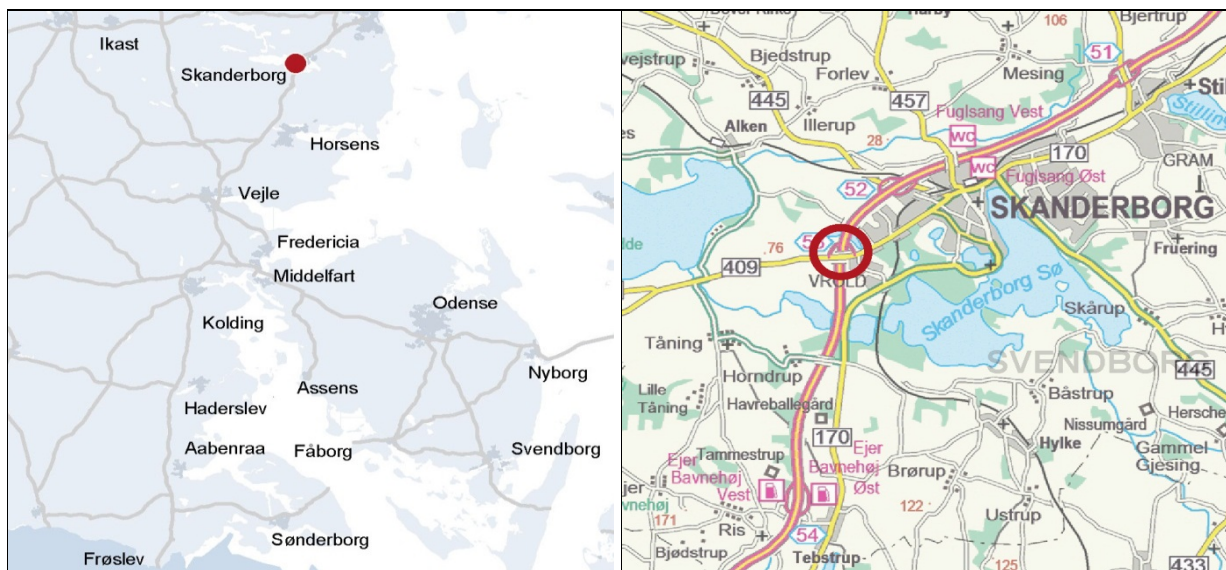 Ikast
Skanderborg
Horsens
Vejle
Fredericia
Middelfart
Odense
Kolding
Nyborg
Assens
Haderslev
Aabenraa
Fåborg
Svendborg
Sønderborg
Frøslev
106
Bjertrup
51
Bjedstrup
Mesing
Forlev
445
457
Illerup
Alken
Fuglsang Vest
28
WC
170
WC
Fuglsang Øst
GRAM
52
SKANDERBORG
Fruering
76
409
VROLD
Skanderborg Sø
Skårup
Tåning
SVENDBORG
Horndrup
445
Lille
Tåning
Havreballegård
Båstrup
Nissumgård
170
Hylke
Gammel
Gjesing
Tammestrup
Ejer
Bavnehøj
Vest
Ejer
Bavnehøj
Øst
Brørup
122
171
Ris
Ustrup
54
Bjødstrup
Tebstrup
125
433